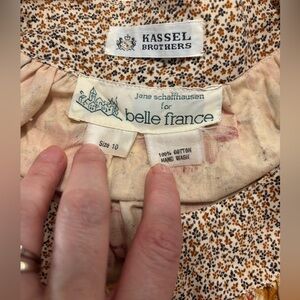 KASSEL
BROTHERS
Jane schaffhausen
for
belle france
Size 10
100% COTTON
HAND WASH